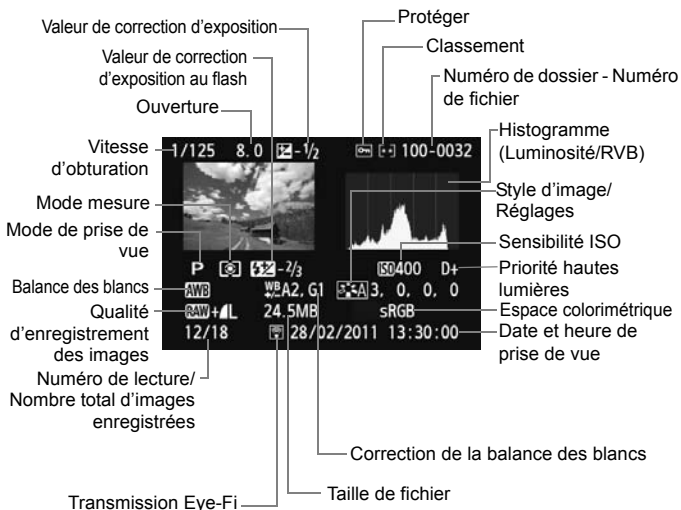 Protéger
Valeur de correction d'exposition
Classement
Valeur de correction
d'exposition au flash
Numéro de dossier - Numéro
de fichier
Ouverture
Histogramme
(Luminosité/RVB)
Vitesse
d'obturation
1/125 8.0 -1/2 100-0032
Style d'image/
Réglages
Mode mesure
Mode de prise de
vue
Sensibilité ISO
P -2/3 ISO400 D+
Priorité hautes
lumières
Balance des blancs
AWB WB A2, G1 A 3, 0, 0, 0
Qualité
d'enregistrement
des images
RAW+L 24.5MB sRGB
Espace colorimétrique
12/18 28/02/2011 13:30:00
Date et heure de
prise de vue
Numéro de lecture/
Nombre total d'images
enregistrées
Correction de la balance des blancs
Taille de fichier
Transmission Eye-Fi